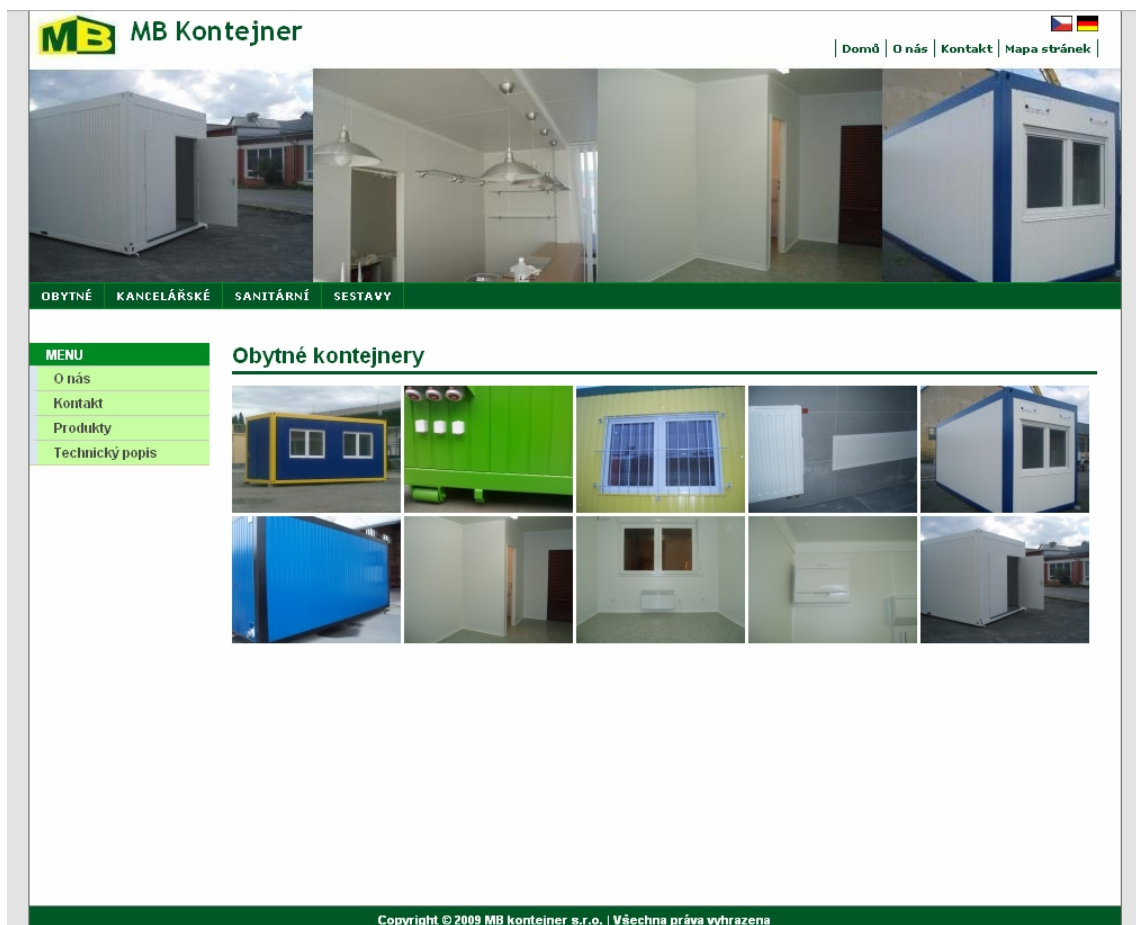 MB MB Kontejner
Domů | O nás | Kontakt | Mapa stránek
OBYTNÉ KANCELÁŘSKÉ SANITÁRNÍ SESTAVY
MENU
O nás
Kontakt
Produkty
Technický popis
Obytné kontejnery
Copyright © 2009 MB kontejner s.r.o. | Všechna práva vyhrazena